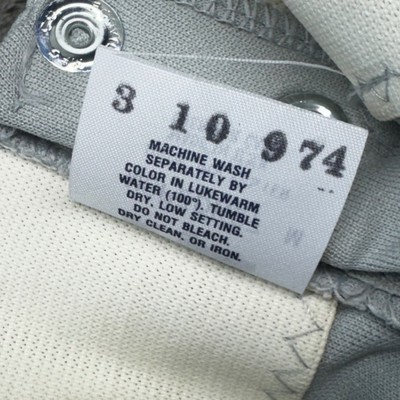 3 10 974
MACHINE WASH
SEPARATELY BY
COLOR IN LUKEWARM
WATER (100°). TUMBLE
DRY, LOW SETTING.
DO NOT BLEACH.
DRY CLEAN, OR IRON.
M